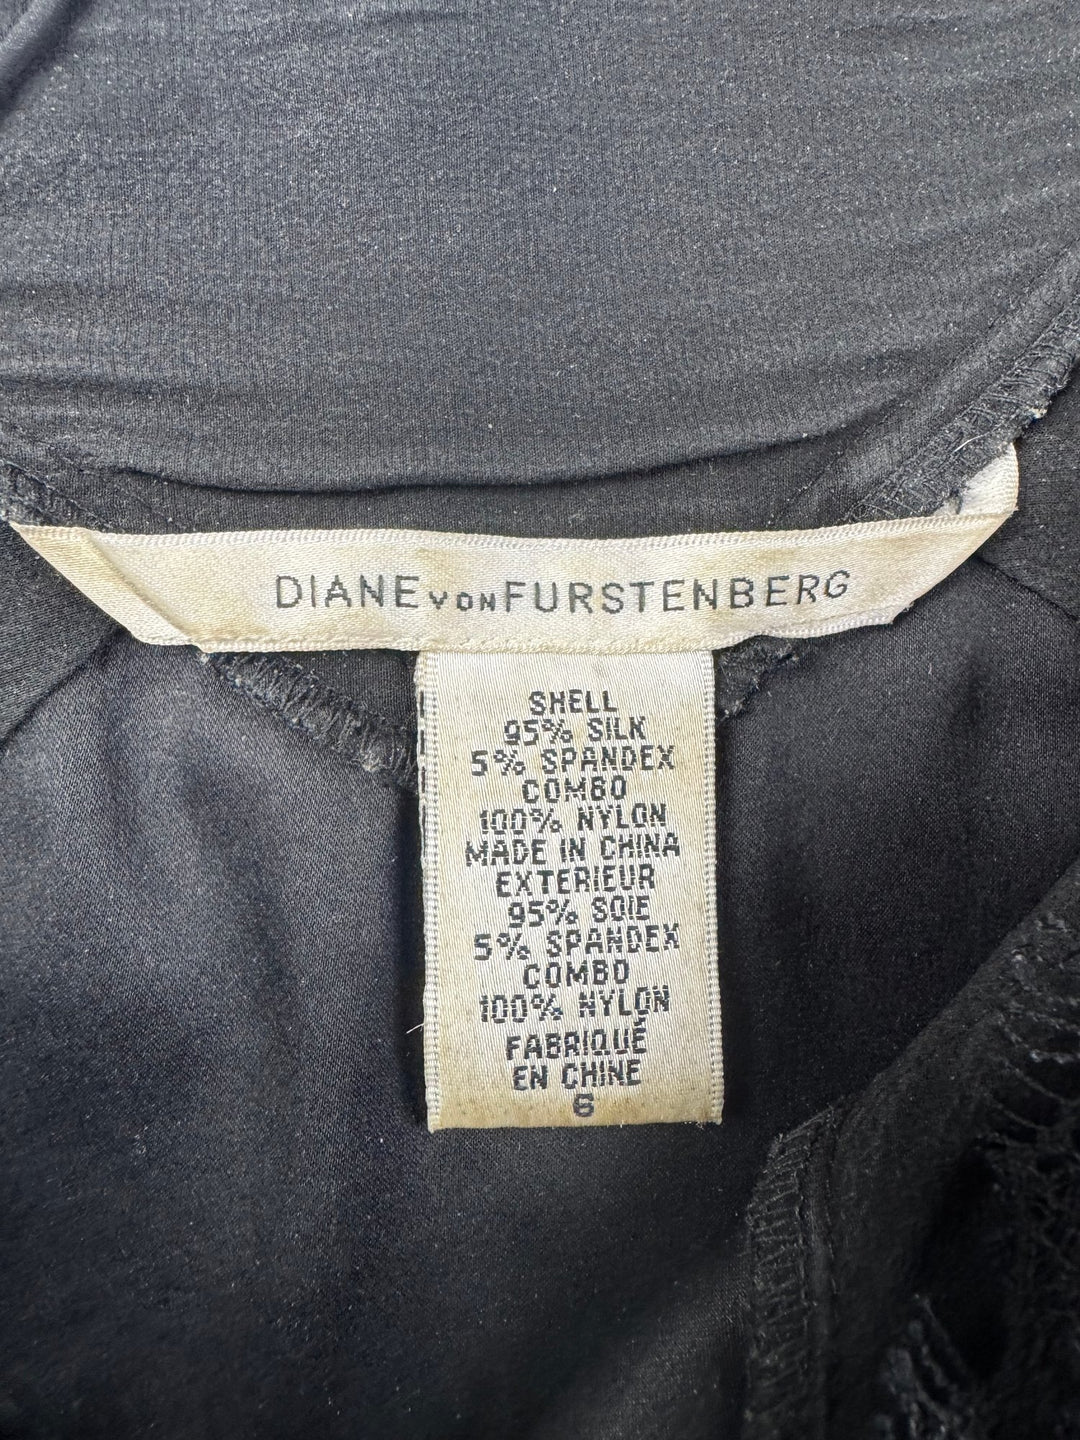 DIANE VON FURSTENBERG
SHELL
95% SILK
5% SPANDEX
COMBO
100% NYLON
MADE IN CHINA
EXTERIEUR
95% SOIE
5% SPANDEX
COMBO
100% NYLON
FABRIQUÉ
EN CHINE
6